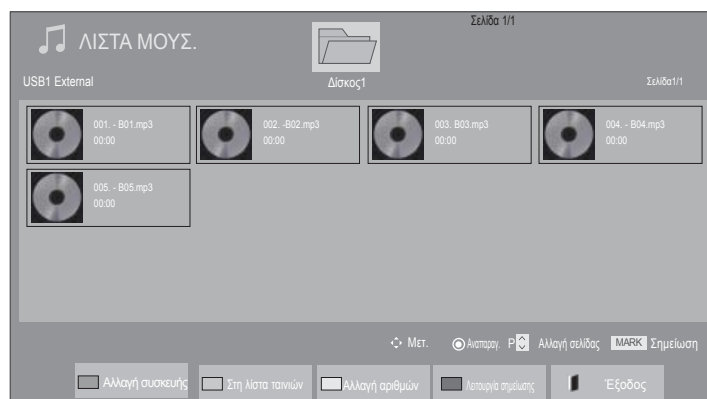 Σελίδα 1/1
ΛΙΣΤΑ ΜΟΥΣ.
USB1 External
Δίσκος1
Σελίδα1/1
001. - B01.mp3
00:00
002. -B02.mp3
00:00
003. B03.mp3
00:00
004. - B04.mp3
00:00
005. - B05.mp3
00:00
Μετ. Αναπαραγ. P Αλλαγή σελίδας MARK Σημείωση
Αλλαγή συσκευής Στη λίστα ταινιών Αλλαγή αριθμών Λειτουργία σημείωσης Έξοδος